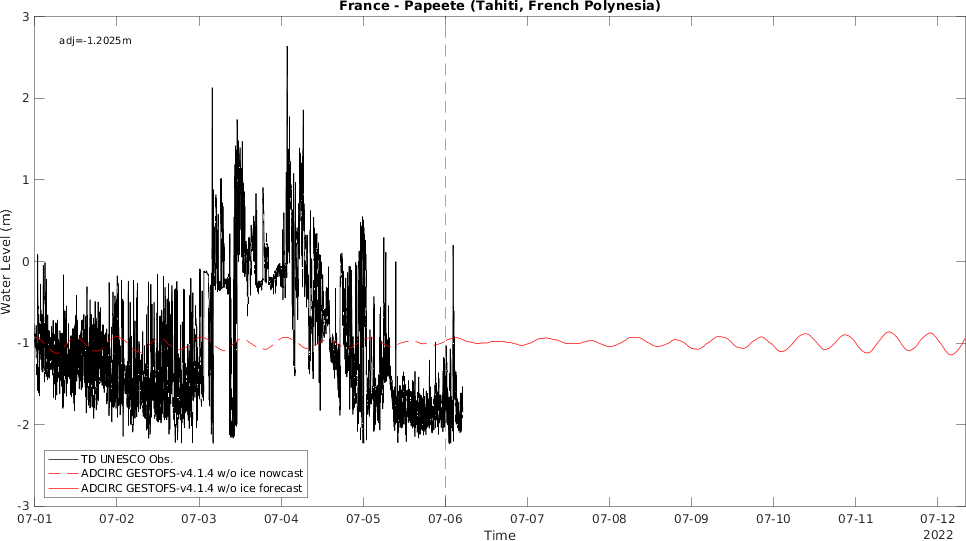 France - Papeete (Tahiti, French Polynesia)
adj=-1.2025m
3
2
1
0
-1
-2
-3
Water Level (m)
TD UNESCO Obs.
ADCIRC GESTOFS-v4.1.4 w/o ice nowcast
ADCIRC GESTOFS-v4.1.4 w/o ice forecast
07-01 07-02 07-03 07-04 07-05 07-06 07-07 07-08 07-09 07-10 07-11 07-12
Time
2022